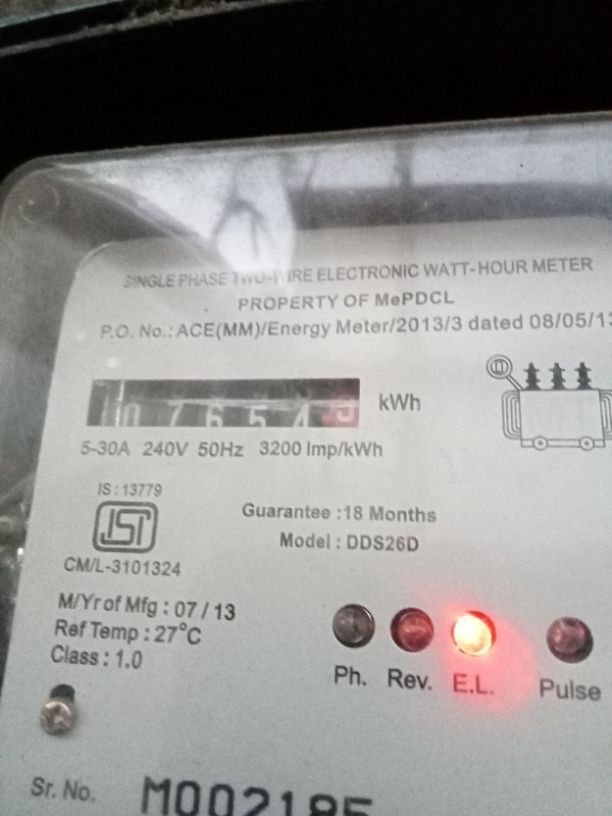 SINGLE PHASE TWO-WIRE ELECTRONIC WATT-HOUR METER
PROPERTY OF MePDCL
P.O. No.: ACE(MM)/Energy Meter/2013/3 dated 08/05/13
07654 kWh
5-30A 240V 50Hz 3200 Imp/kWh
IS : 13779
ISI
CM/L-3101324
Guarantee :18 Months
Model : DDS26D
M/Yr of Mfg : 07 / 13
Ref Temp : 27°C
Class : 1.0
Ph. Rev. E.L. Pulse
Sr. No. M002185